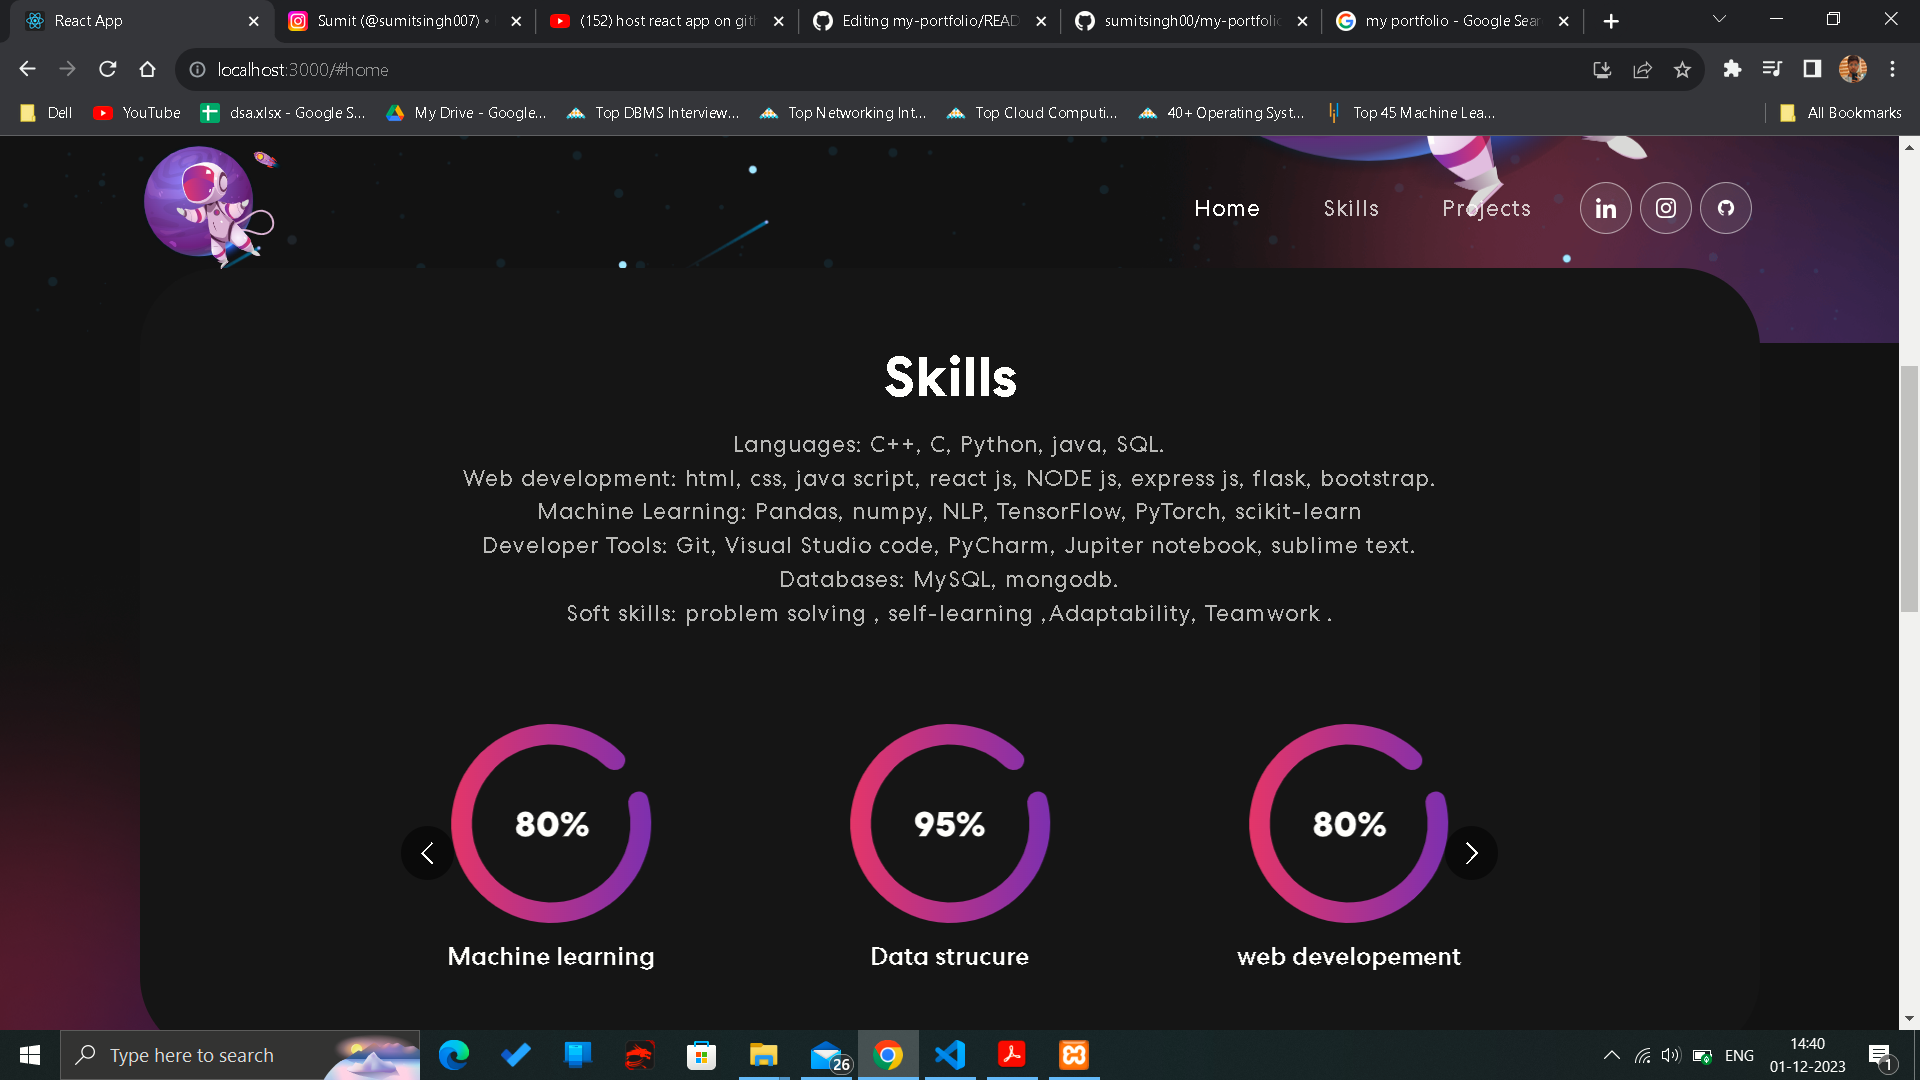 React App
Sumit (@sumitsingh007) •
(152) host react app on gith
Editing my-portfolio/READ
sumitsingh00/my-portfolio
my portfolio - Google Sear
localhost:3000/#home
Dell
YouTube
dsa.xlsx - Google S...
My Drive - Google...
Top DBMS Interview...
Top Networking Int...
Top Cloud Computi...
40+ Operating Syst...
Top 45 Machine Lea...
All Bookmarks
Home
Skills
Projects
in
Skills
Languages: C++, C, Python, java, SQL.
Web development: html, css, java script, react js, NODE js, express js, flask, bootstrap.
Machine Learning: Pandas, numpy, NLP, TensorFlow, PyTorch, scikit-learn
Developer Tools: Git, Visual Studio code, PyCharm, Jupiter notebook, sublime text.
Databases: MySQL, mongodb.
Soft skills: problem solving , self-learning ,Adaptability, Teamwork .
80%
95%
80%
Machine learning
Data strucure
web developement
Type here to search
26
ENG
14:40
01-12-2023
1